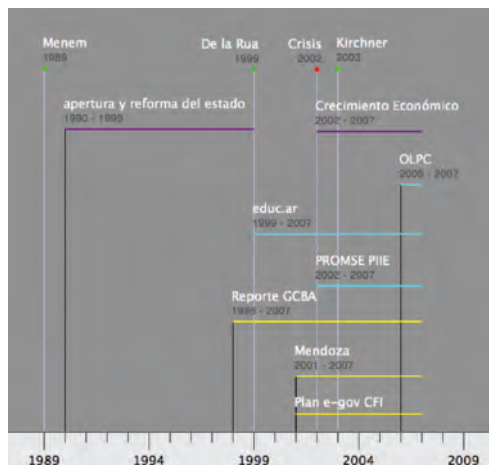 Menem
1989
De la Rua
1999
Crisis
2002
Kirchner
2003
apertura y reforma del estado
1990 - 1999
Crecimiento Económico
2002 - 2007
OLPC
2006 - 2007
educ.ar
1999 - 2007
PROMSE PIIE
2002 - 2007
Reporte GCBA
1998 - 2007
Mendoza
2001 - 2007
Plan e-gov CFI
1989 1994 1999 2004 2009